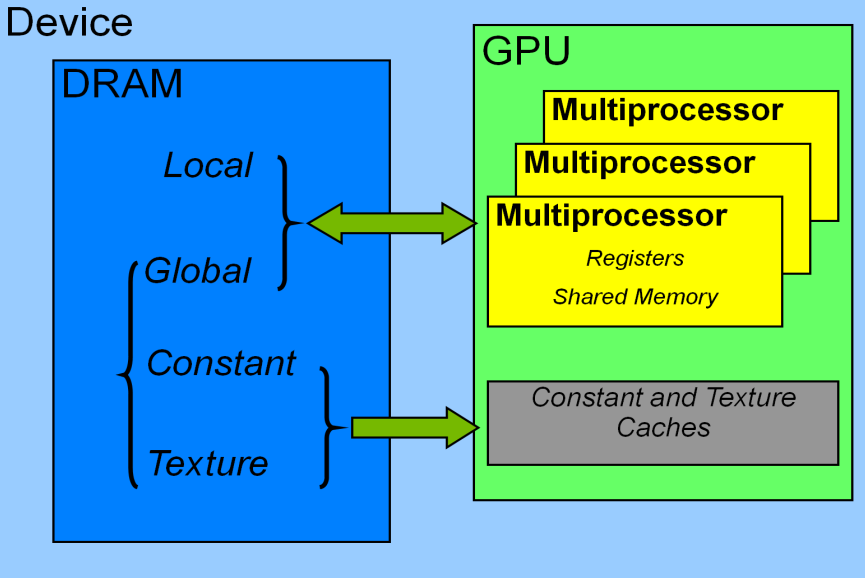 Device
DRAM
Local
Global
Constant
Texture
GPU
Multiprocessor
Multiprocessor
Multiprocessor
Registers
Shared Memory
Constant and Texture
Caches